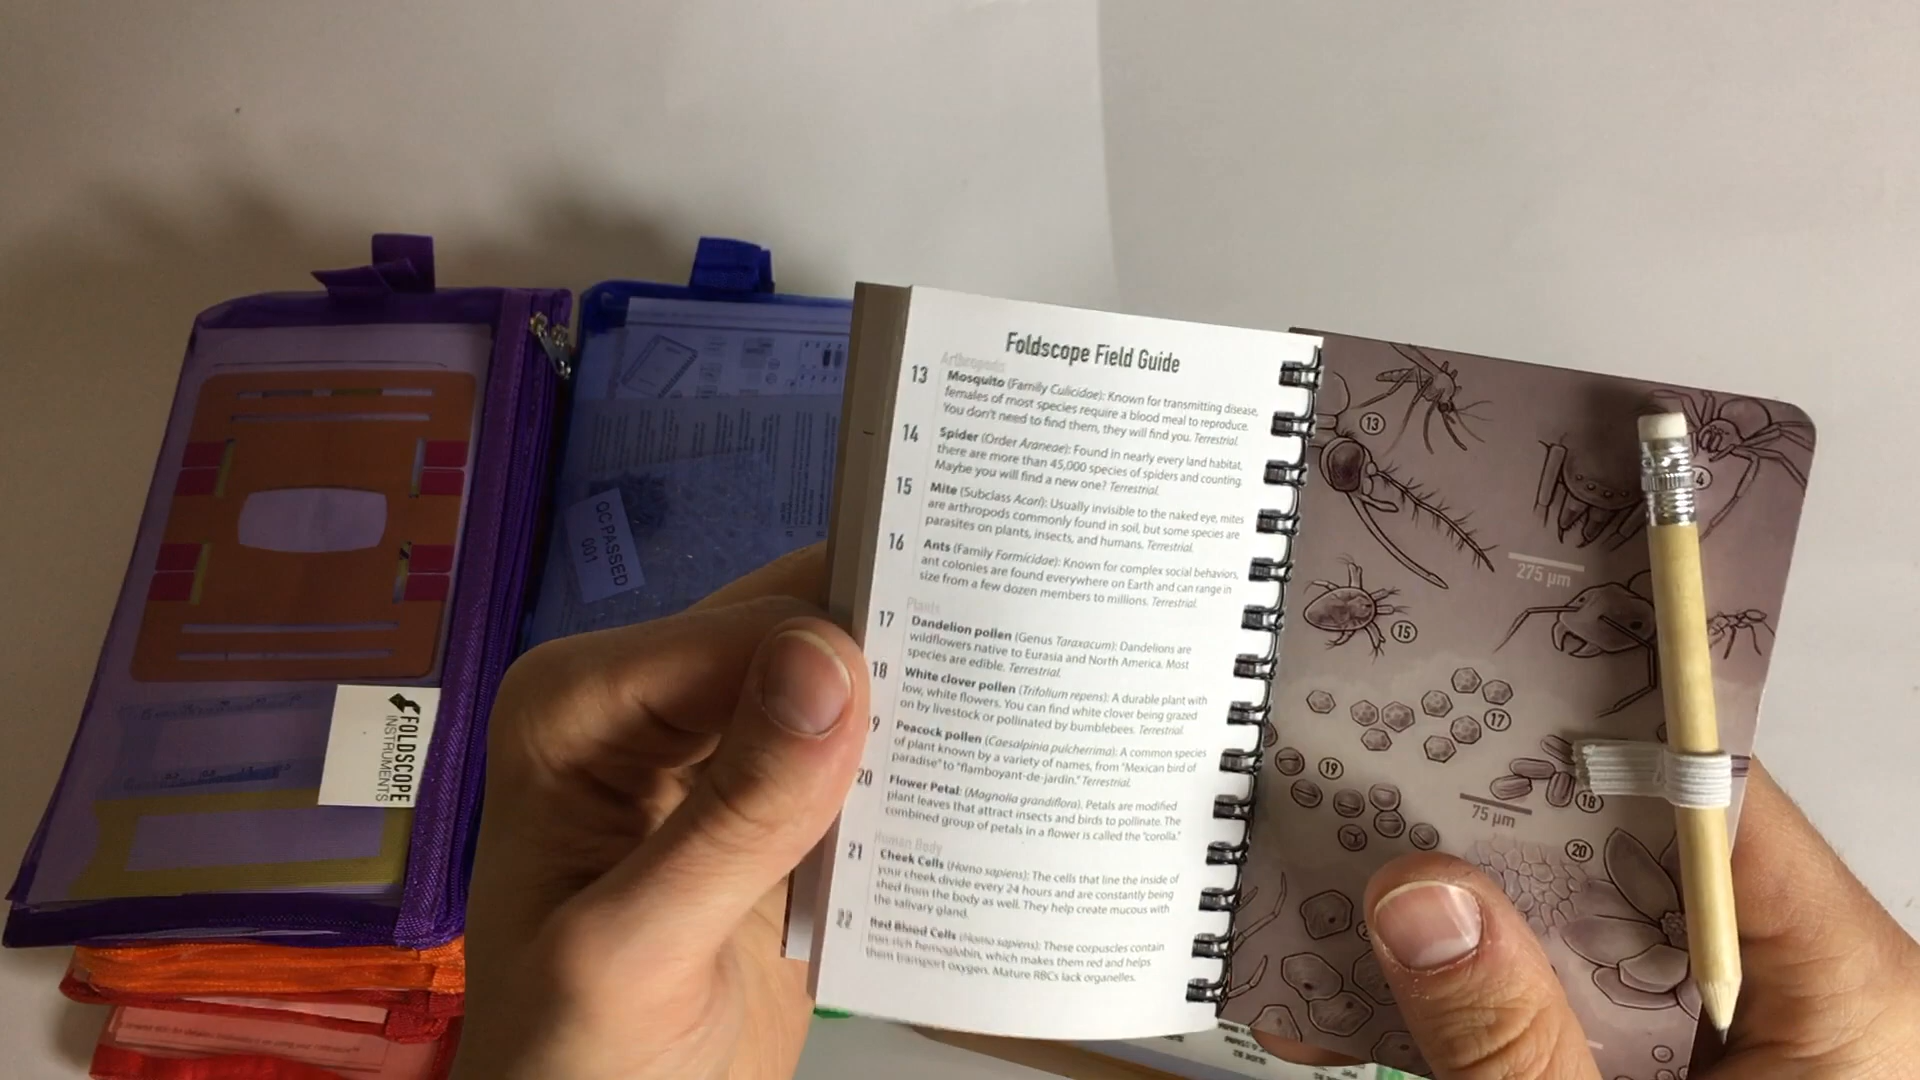 Foldscope Field Guide
Arthropods
13 Mosquito (Family Culicidae): Known for transmitting disease,
females of most species require a blood meal to reproduce.
You don't need to find them, they will find you. Terrestrial.
14 Spider (Order Araneae): Found in nearly every land habitat,
there are more than 45,000 species of spiders and counting.
Maybe you will find a new one? Terrestrial.
15 Mite (Subclass Acari): Usually invisible to the naked eye, mites
are arthropods commonly found in soil, but some species are
parasites on plants, insects, and humans. Terrestrial.
16 Ants (Family Formicidae): Known for complex social behaviors,
ant colonies are found everywhere on Earth and can range in
size from a few dozen members to millions. Terrestrial.
Plants
17 Dandelion pollen (Genus Taraxacum): Dandelions are
wildflowers native to Eurasia and North America. Most
species are edible. Terrestrial.
18 White clover pollen (Trifolium repens): A durable plant with
low, white flowers. You can find white clover being grazed
on by livestock or pollinated by bumblebees. Terrestrial.
9 Peacock pollen (Caesalpinia pulcherrima): A common species
of plant known by a variety of names, from "Mexican bird of
paradise" to "flamboyant-de-jardin." Terrestrial.
20 Flower Petal: (Magnolia grandiflora). Petals are modified
plant leaves that attract insects and birds to pollinate. The
combined group of petals in a flower is called the "corolla."
Human Body
21 Cheek Cells (Homo sapiens): The cells that line the inside of
your cheek divide every 24 hours and are constantly being
shed from the body as well. They help create mucous with
the salivary gland.
22 Red Blood Cells (Homo sapiens): These corpuscles contain
iron-rich hemoglobin, which makes them red and helps
them transport oxygen. Mature RBCs lack organelles.
13
4
275 µm
15
17
19
18
75 µm
20
QC PASSED
001
FOLDSCOPE
INSTRUMENTS